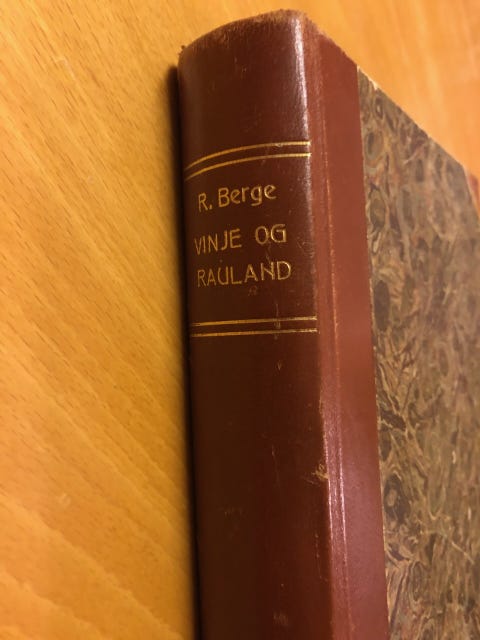 R. Berge
VINJE OG
RAULAND